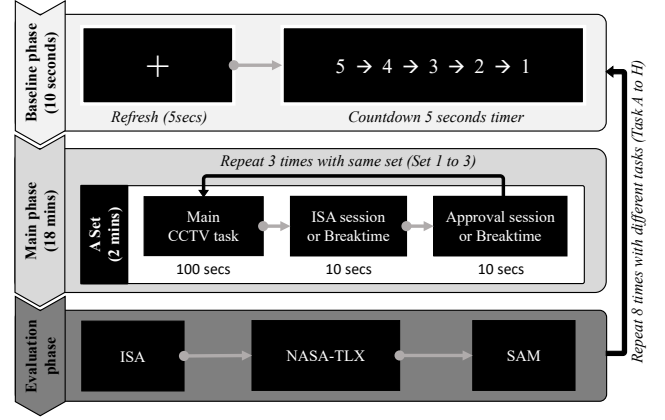 Baseline phase
(10 seconds)
+
5 → 4 → 3 → 2 → 1
Refresh (5secs)
Countdown 5 seconds timer
Main phase
(18 mins)
Repeat 3 times with same set (Set 1 to 3)
A Set
(2 mins)
Main
CCTV task
ISA session
or Breaktime
Approval session
or Breaktime
100 secs
10 secs
10 secs
Evaluation
phase
ISA
NASA-TLX
SAM
Repeat 8 times with different tasks (Task A to H)